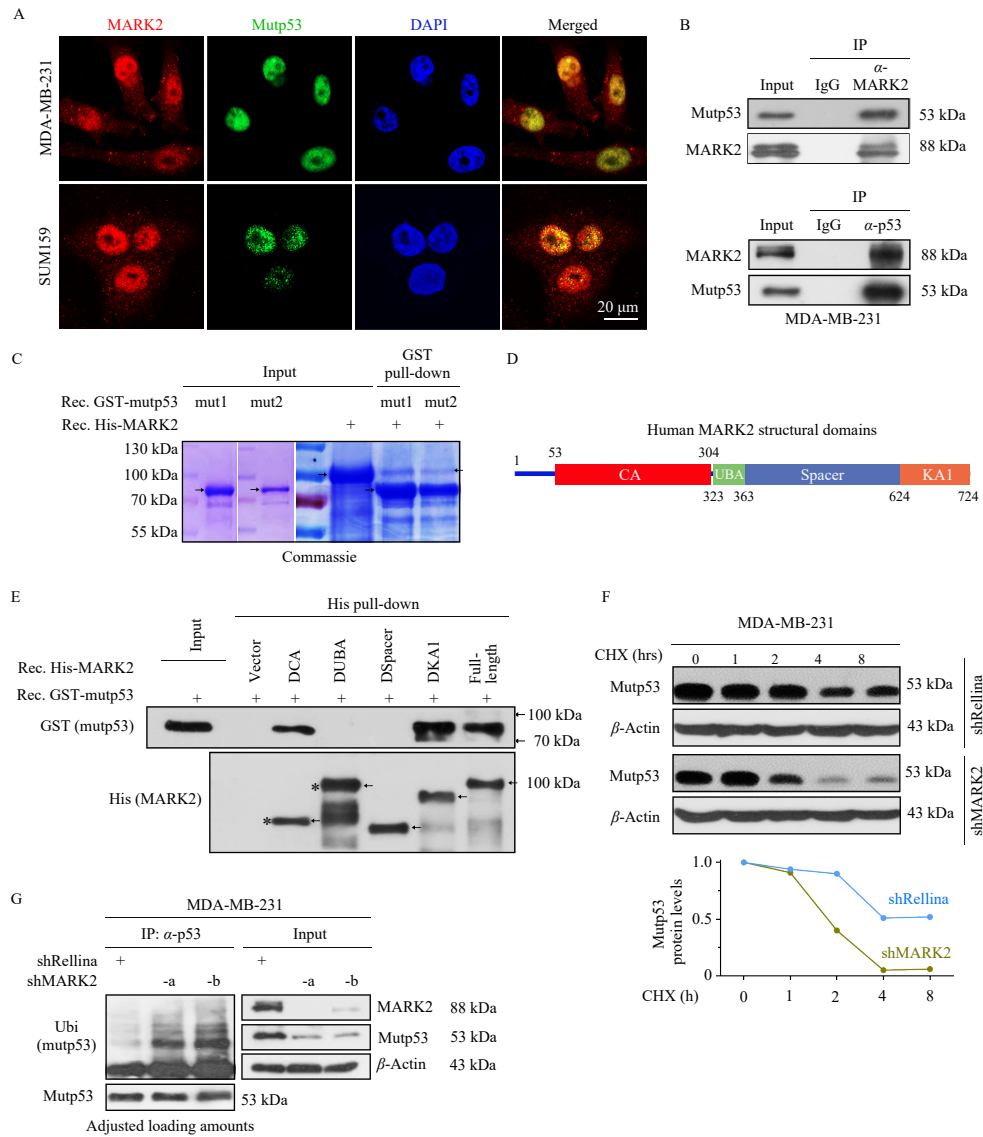 A
MARK2 Mutp53 DAPI Merged
MDA-MB-231
SUM159
20 μm
B
IP
Input IgG α-MARK2
Mutp53 53 kDa
MARK2 88 kDa
IP
Input IgG α-p53
MARK2 88 kDa
Mutp53 53 kDa
MDA-MB-231
C
GST
pull-down
Input
Rec. GST-mutp53 mut1 mut2 mut1 mut2
Rec. His-MARK2 + + +
130 kDa
100 kDa
70 kDa
55 kDa
Commassie
D
Human MARK2 structural domains
1 53 304
CA UBA Spacer KA1
323 363 624 724
E
His pull-down
Input Vector DCA DUBA DSpacer DKA1 Full-length
Rec. His-MARK2
Rec. GST-mutp53 + + + + + + +
GST (mutp53) 100 kDa
70 kDa
His (MARK2) * * 100 kDa
F
MDA-MB-231
CHX (hrs) 0 1 2 4 8
Mutp53 53 kDa
β-Actin 43 kDa
shRellina
Mutp53 53 kDa
β-Actin 43 kDa
shMARK2
1.0
0.5
0
Mutp53
protein levels
shRellina
shMARK2
CHX (h) 0 1 2 4 8
G
MDA-MB-231
IP: α-p53 Input
shRellina + +
shMARK2 -a -b -a -b
Ubi
(mutp53)
MARK2 88 kDa
Mutp53 53 kDa
β-Actin 43 kDa
Mutp53 53 kDa
Adjusted loading amounts